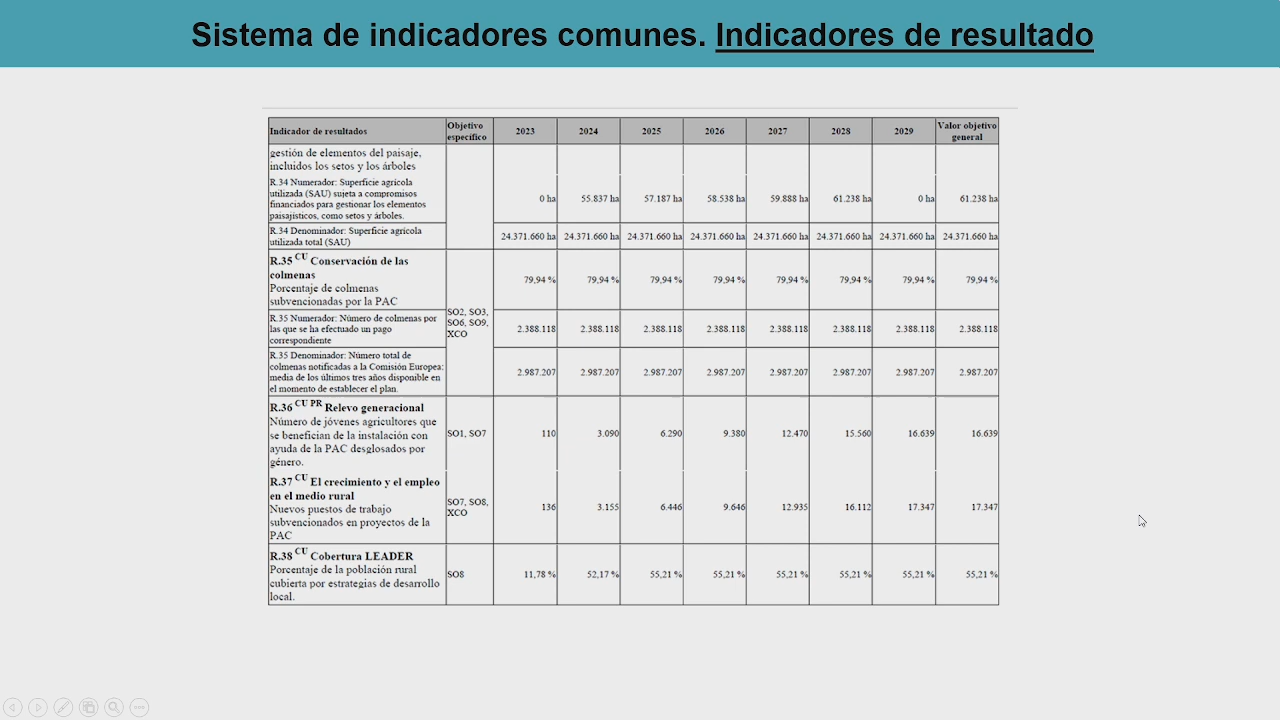 Sistema de indicadores comunes. Indicadores de resultado
Indicador de resultados | Objetivo específico | 2023 | 2024 | 2025 | 2026 | 2027 | 2028 | 2029 | Valor objetivo general
gestión de elementos del paisaje,
incluidos los setos y los árboles
R.34 Numerador: Superficie agrícola
utilizada (SAU) sujeta a compromisos
financiados para gestionar los elementos
paisajísticos, como setos y árboles.
0 ha | 55.837 ha | 57.187 ha | 58.538 ha | 59.888 ha | 61.238 ha | 0 ha | 61.238 ha
R.34 Denominador: Superficie agrícola
utilizada total (SAU)
24.371.660 ha | 24.371.660 ha | 24.371.660 ha | 24.371.660 ha | 24.371.660 ha | 24.371.660 ha | 24.371.660 ha | 24.371.660 ha
R.35 CU Conservación de las
colmenas
Porcentaje de colmenas
subvencionadas por la PAC
79,94 % | 79,94 % | 79,94 % | 79,94 % | 79,94 % | 79,94 % | 79,94 % | 79,94 %
SO2, SO3,
SO6, SO9,
XCO
R.35 Numerador: Número de colmenas por
las que se ha efectuado un pago
correspondiente
2.388.118 | 2.388.118 | 2.388.118 | 2.388.118 | 2.388.118 | 2.388.118 | 2.388.118 | 2.388.118
R.35 Denominador: Número total de
colmenas notificadas a la Comisión Europea:
media de los últimos tres años disponible en
el momento de establecer el plan.
2.987.207 | 2.987.207 | 2.987.207 | 2.987.207 | 2.987.207 | 2.987.207 | 2.987.207 | 2.987.207
R.36 CU PR Relevo generacional
Número de jóvenes agricultores que
se benefician de la instalación con
ayuda de la PAC desglosados por
género.
SO1, SO7 | 110 | 3.090 | 6.290 | 9.380 | 12.470 | 15.560 | 16.639 | 16.639
R.37 CU El crecimiento y el empleo
en el medio rural
Nuevos puestos de trabajo
subvencionados en proyectos de la
PAC
SO7, SO8,
XCO
136 | 3.155 | 6.446 | 9.646 | 12.935 | 16.112 | 17.347 | 17.347
R.38 CU Cobertura LEADER
Porcentaje de la población rural
cubierta por estrategias de desarrollo
local.
SO8 | 11,78 % | 52,17 % | 55,21 % | 55,21 % | 55,21 % | 55,21 % | 55,21 % | 55,21 %